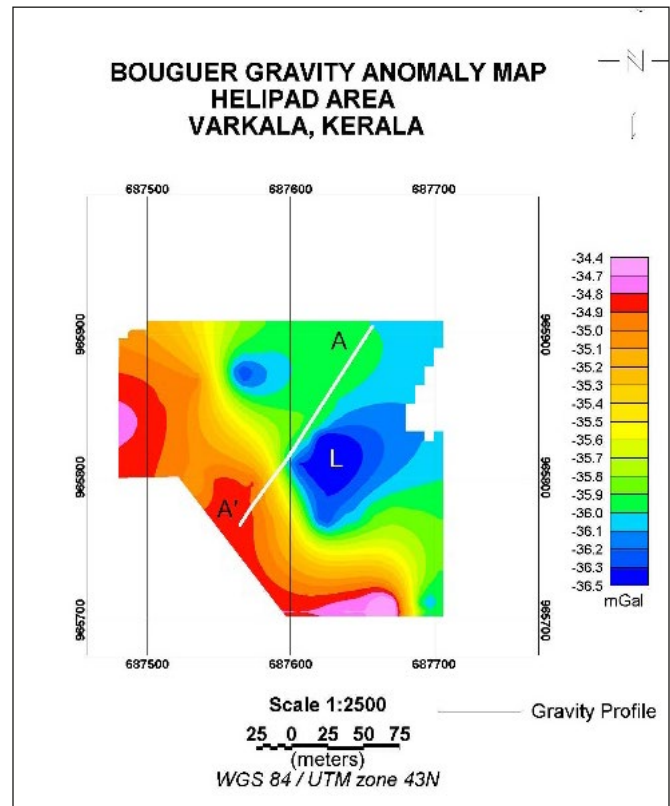 N
BOUGUER GRAVITY ANOMALY MAP
HELIPAD AREA
VARKALA, KERALA
687500 687600 687700
965900 965900
965800 965800
965700 965700
A
L
A'
-34.4
-34.7
-34.8
-34.9
-35.0
-35.1
-35.2
-35.3
-35.4
-35.6
-35.7
-35.8
-35.9
-36.0
-36.1
-36.2
-36.3
-36.5
mGal
687500 687600 687700
Scale 1:2500
25 0 25 50 75
(meters)
WGS 84 / UTM zone 43N
Gravity Profile